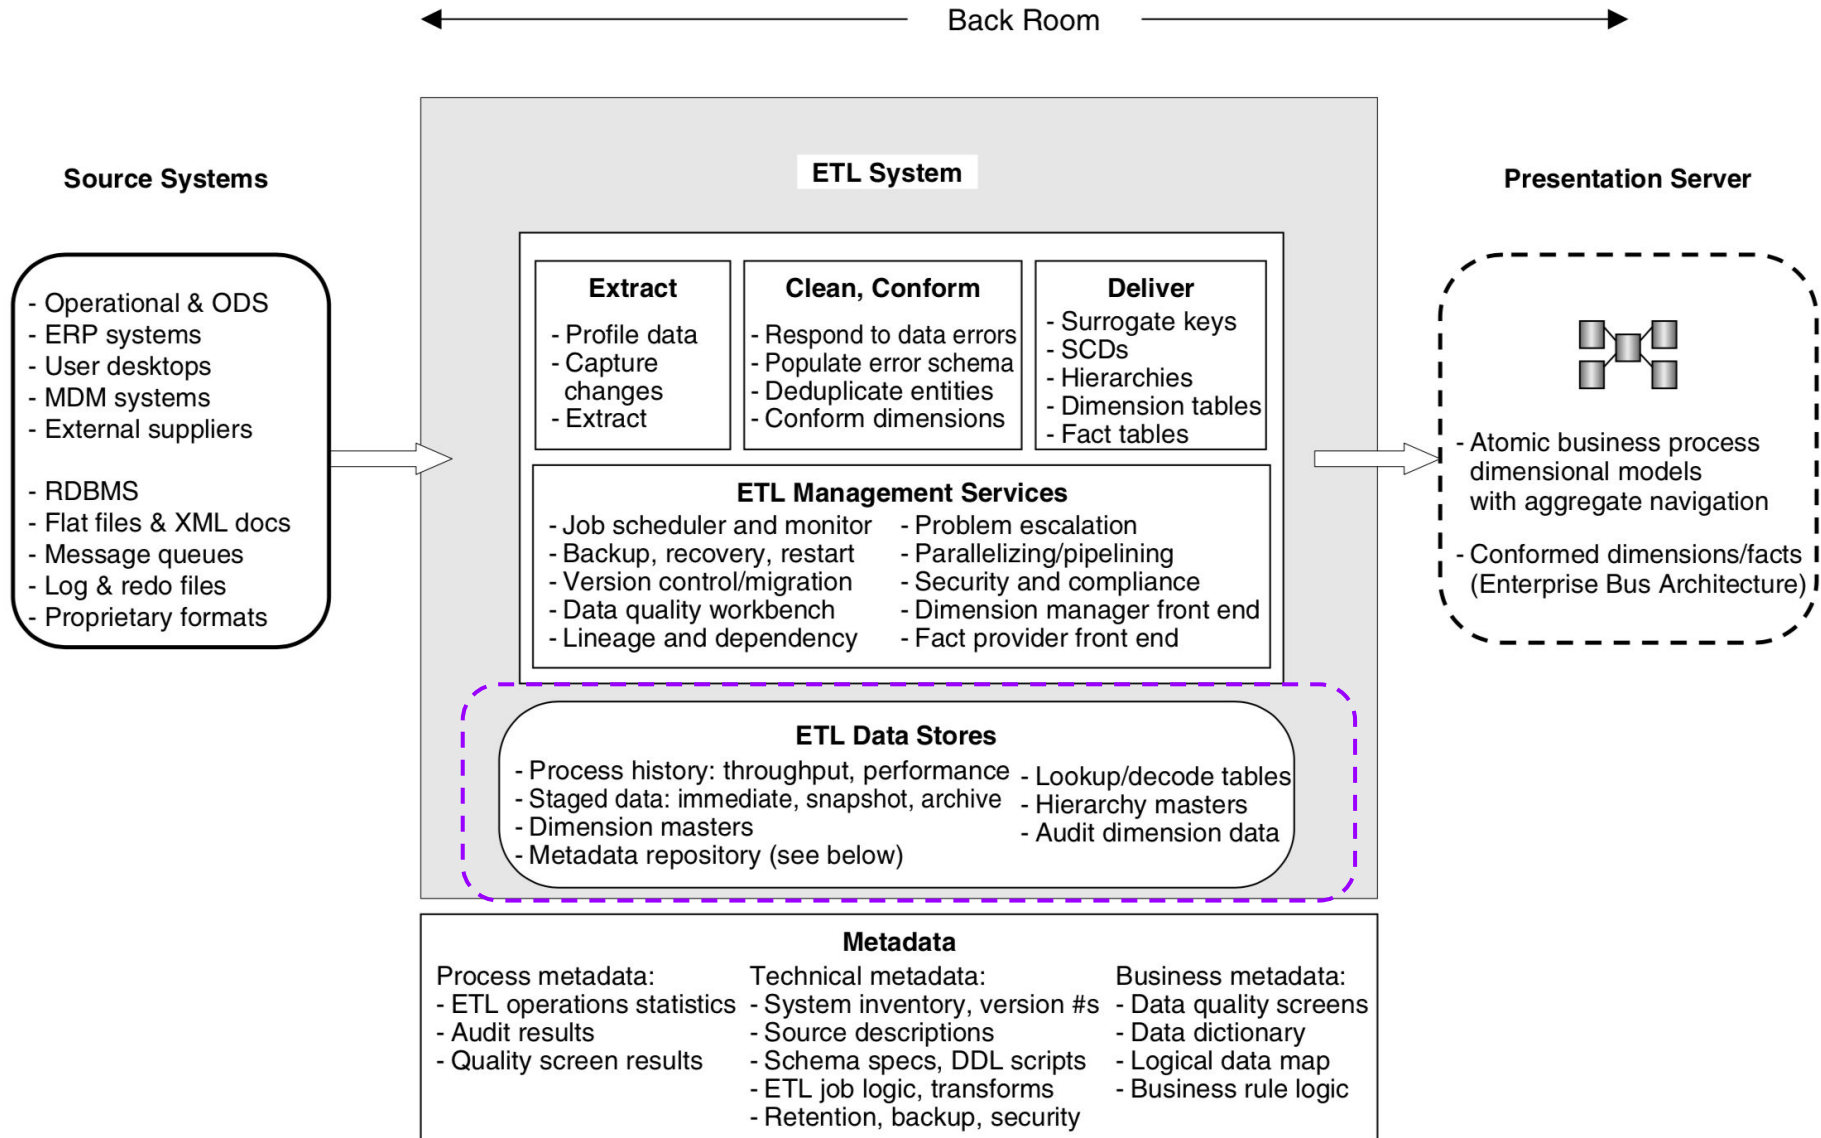 Back Room
Source Systems
- Operational & ODS
- ERP systems
- User desktops
- MDM systems
- External suppliers
- RDBMS
- Flat files & XML docs
- Message queues
- Log & redo files
- Proprietary formats
ETL System
Extract
- Profile data
- Capture
changes
- Extract
Clean, Conform
- Respond to data errors
- Populate error schema
- Deduplicate entities
- Conform dimensions
Deliver
- Surrogate keys
- SCDs
- Hierarchies
- Dimension tables
- Fact tables
ETL Management Services
- Job scheduler and monitor
- Backup, recovery, restart
- Version control/migration
- Data quality workbench
- Lineage and dependency
- Problem escalation
- Parallelizing/pipelining
- Security and compliance
- Dimension manager front end
- Fact provider front end
ETL Data Stores
- Process history: throughput, performance
- Staged data: immediate, snapshot, archive
- Dimension masters
- Metadata repository (see below)
- Lookup/decode tables
- Hierarchy masters
- Audit dimension data
Presentation Server
- Atomic business process
dimensional models
with aggregate navigation
- Conformed dimensions/facts
(Enterprise Bus Architecture)
Metadata
Process metadata:
- ETL operations statistics
- Audit results
- Quality screen results
Technical metadata:
- System inventory, version #s
- Source descriptions
- Schema specs, DDL scripts
- ETL job logic, transforms
- Retention, backup, security
Business metadata:
- Data quality screens
- Data dictionary
- Logical data map
- Business rule logic